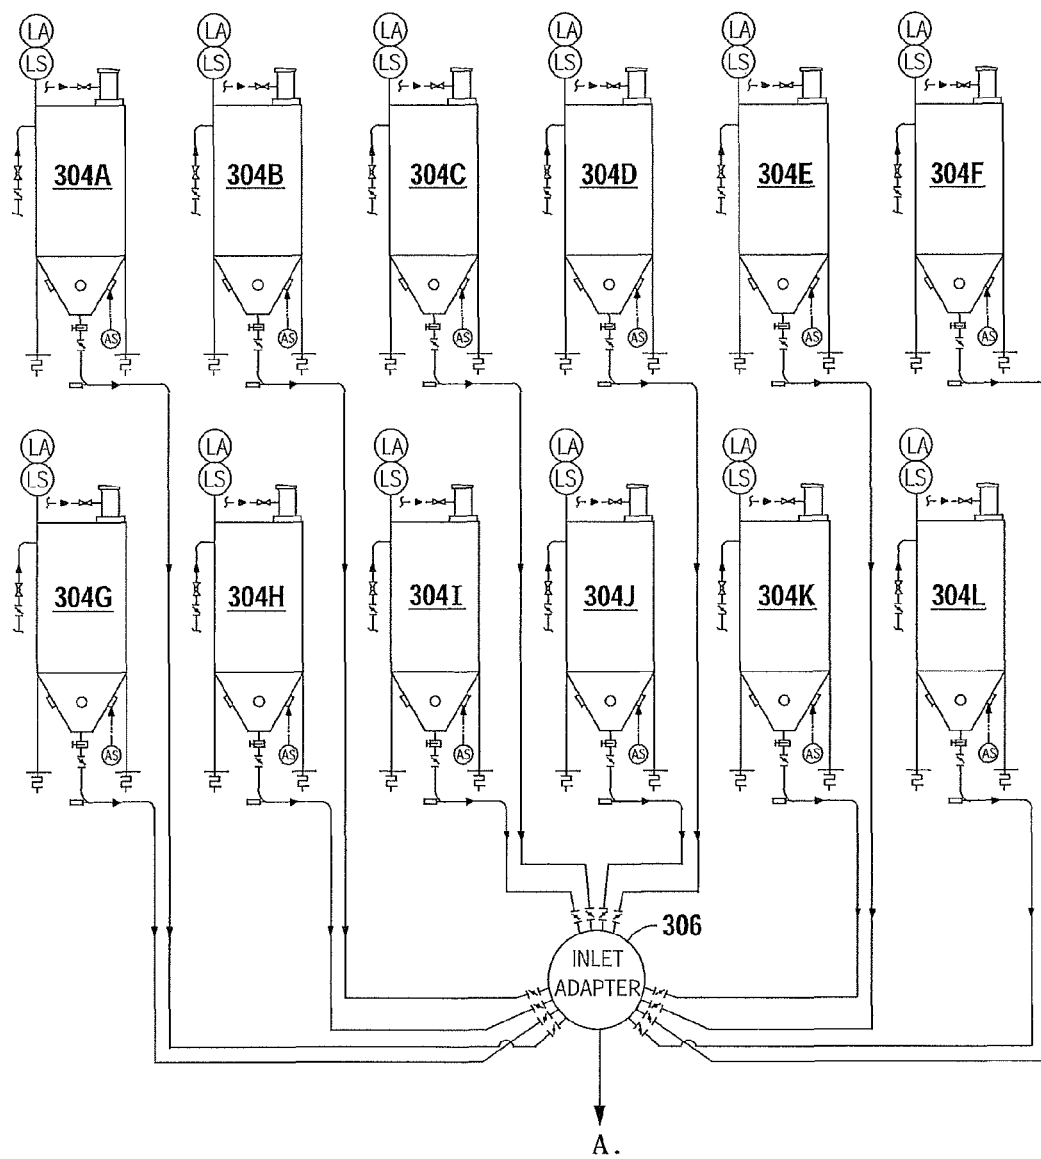 LA LA LA LA LA LA
LS LS LS LS LS LS
304A 304B 304C 304D 304E 304F
AS AS AS AS AS AS
LA LA LA LA LA LA
LS LS LS LS LS LS
304G 304H 304I 304J 304K 304L
AS AS AS AS AS AS
306
INLET
ADAPTER
A.